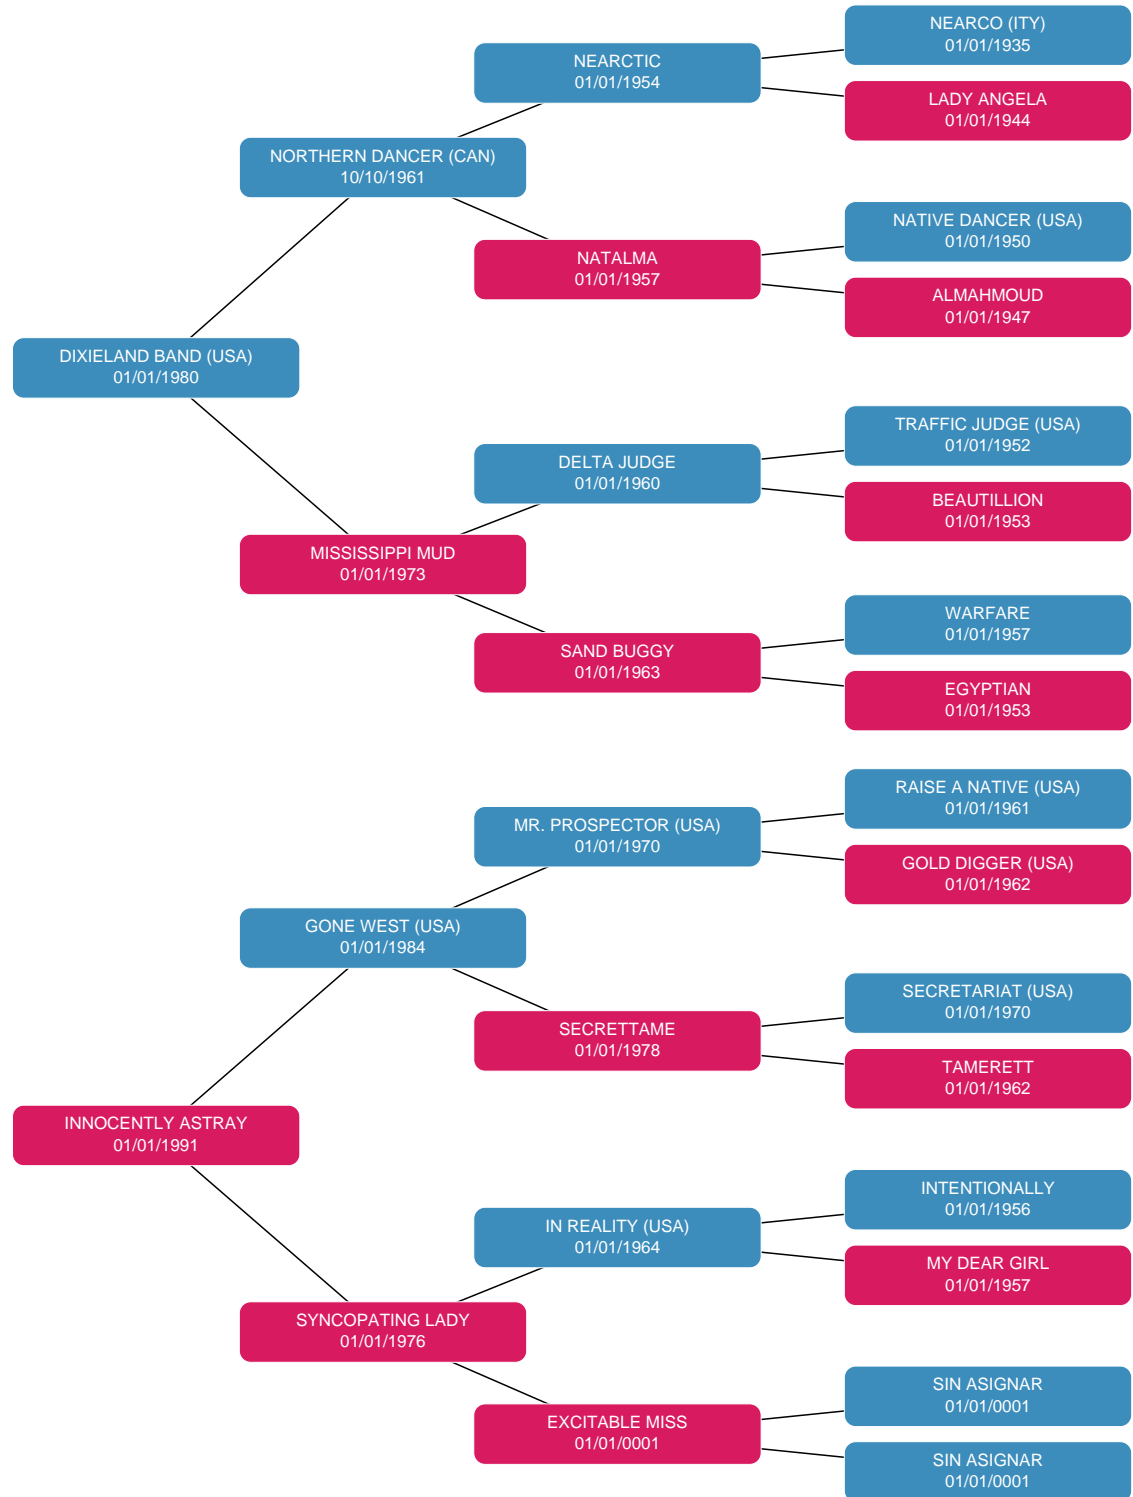 NEARCO (ITY)
01/01/1935
NEARCTIC
01/01/1954
LADY ANGELA
01/01/1944
NORTHERN DANCER (CAN)
10/10/1961
NATIVE DANCER (USA)
01/01/1950
NATALMA
01/01/1957
ALMAHMOUD
01/01/1947
DIXIELAND BAND (USA)
01/01/1980
TRAFFIC JUDGE (USA)
01/01/1952
DELTA JUDGE
01/01/1960
BEAUTILLION
01/01/1953
MISSISSIPPI MUD
01/01/1973
WARFARE
01/01/1957
SAND BUGGY
01/01/1963
EGYPTIAN
01/01/1953
RAISE A NATIVE (USA)
01/01/1961
MR. PROSPECTOR (USA)
01/01/1970
GOLD DIGGER (USA)
01/01/1962
GONE WEST (USA)
01/01/1984
SECRETARIAT (USA)
01/01/1970
SECRETTAME
01/01/1978
TAMERETT
01/01/1962
INNOCENTLY ASTRAY
01/01/1991
INTENTIONALLY
01/01/1956
IN REALITY (USA)
01/01/1964
MY DEAR GIRL
01/01/1957
SYNCOPATING LADY
01/01/1976
SIN ASIGNAR
01/01/0001
EXCITABLE MISS
01/01/0001
SIN ASIGNAR
01/01/0001